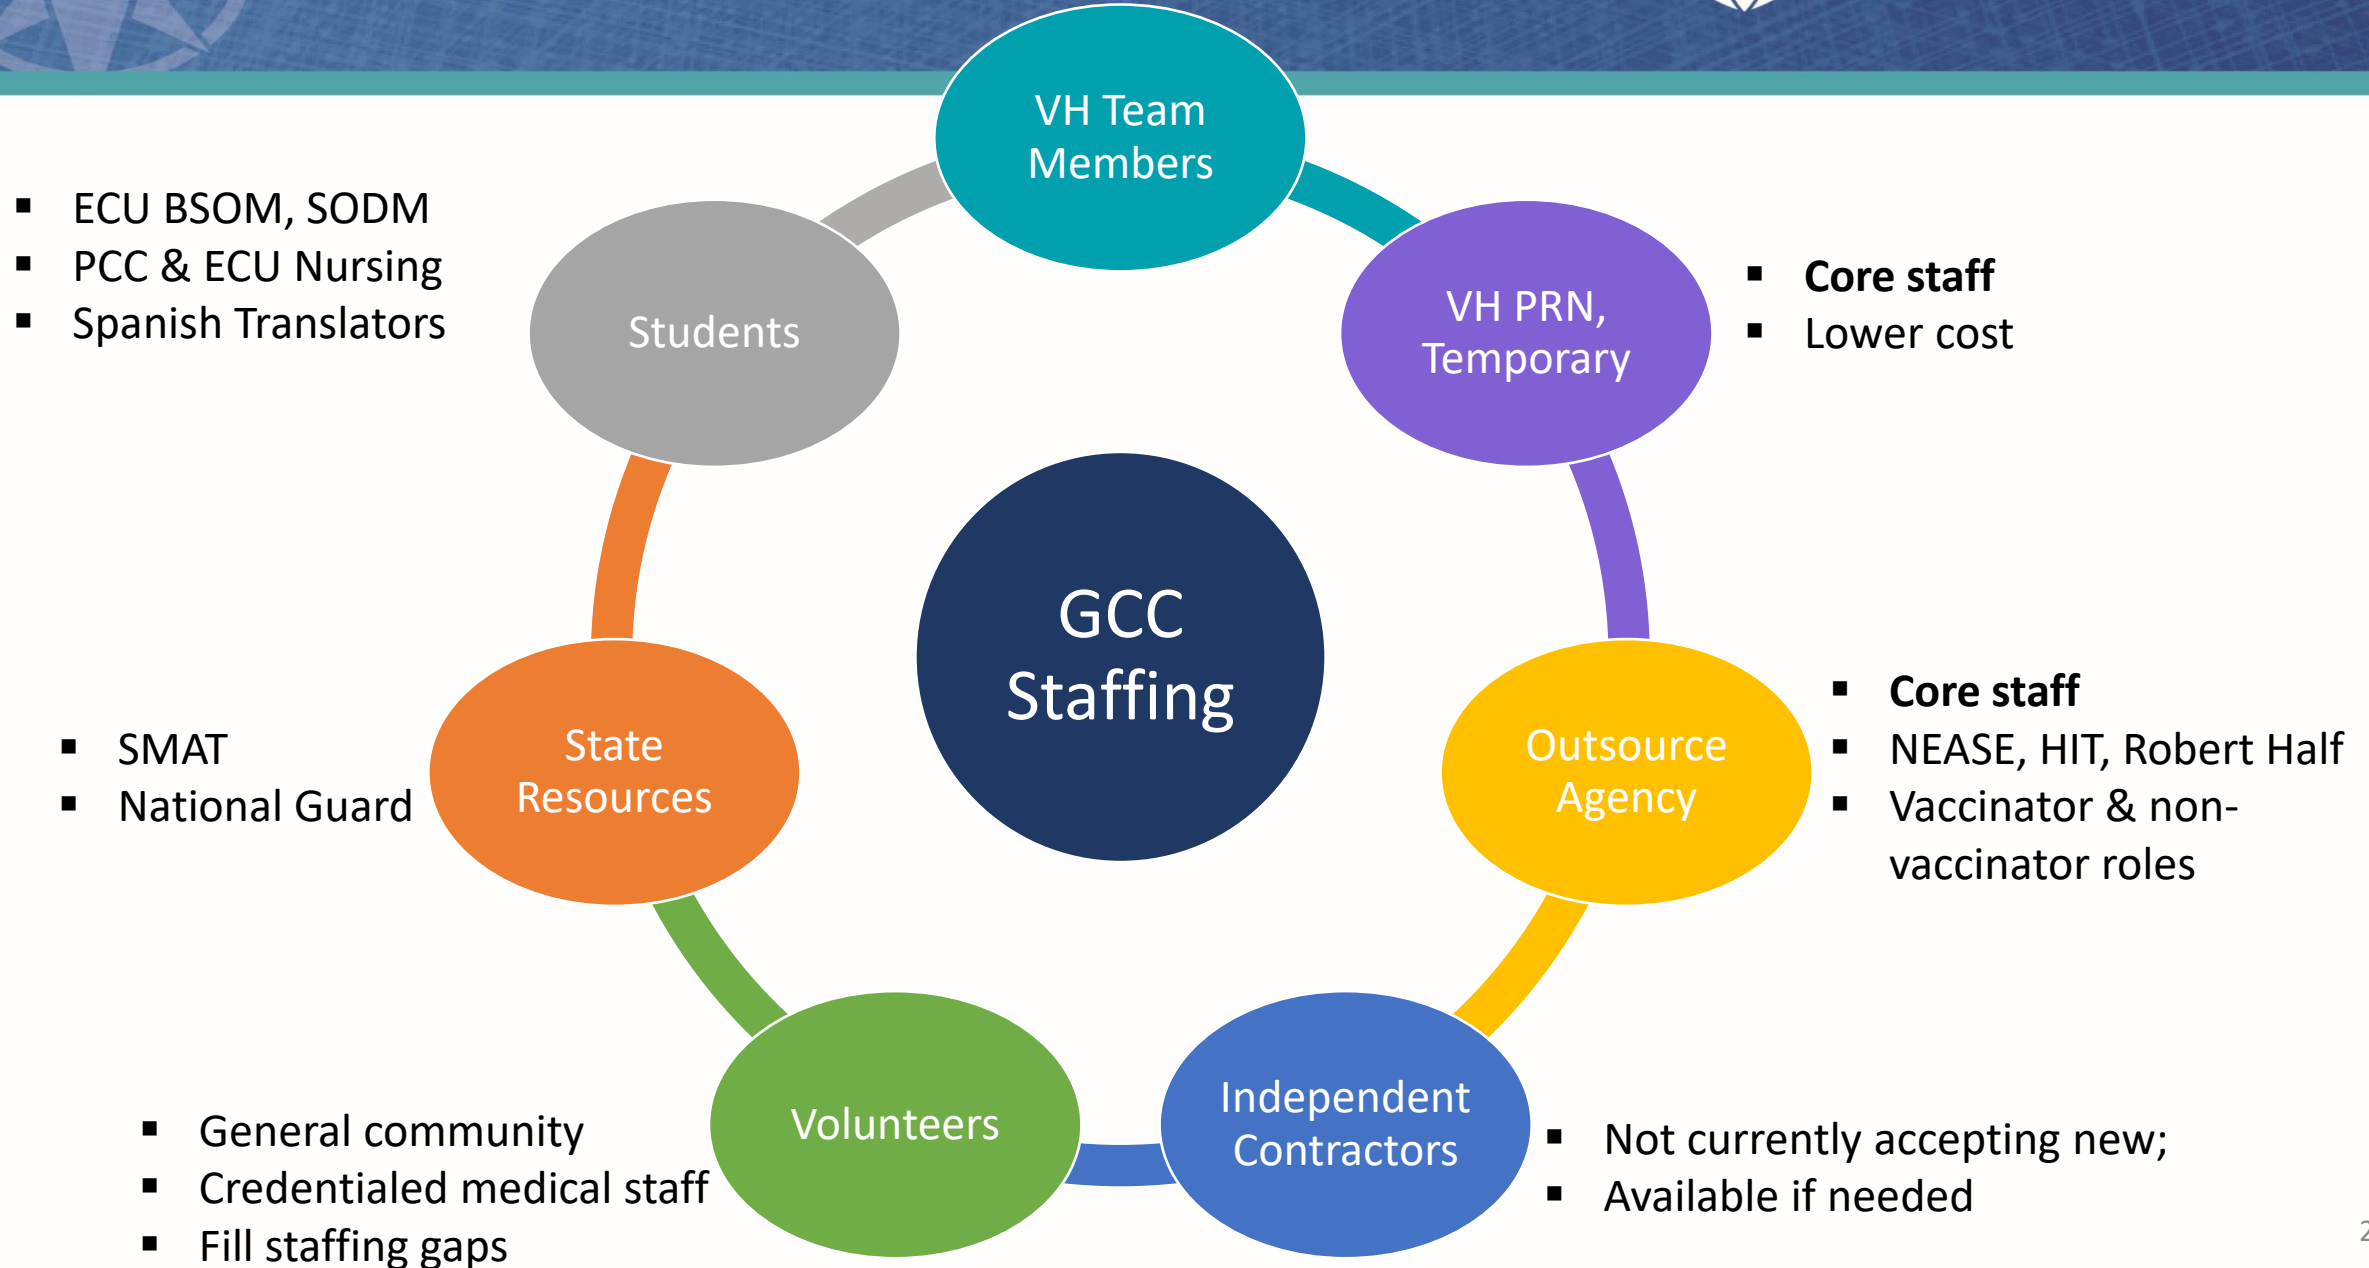 VH Team
Members
▪ ECU BSOM, SODM
▪ PCC & ECU Nursing
▪ Spanish Translators
Students
VH PRN,
Temporary
▪ Core staff
▪ Lower cost
GCC
Staffing
▪ SMAT
▪ National Guard
State
Resources
Outsource
Agency
▪ Core staff
▪ NEASE, HIT, Robert Half
▪ Vaccinator & non-
vaccinator roles
▪ General community
▪ Credentialed medical staff
▪ Fill staffing gaps
Volunteers
Independent
Contractors
▪ Not currently accepting new;
▪ Available if needed